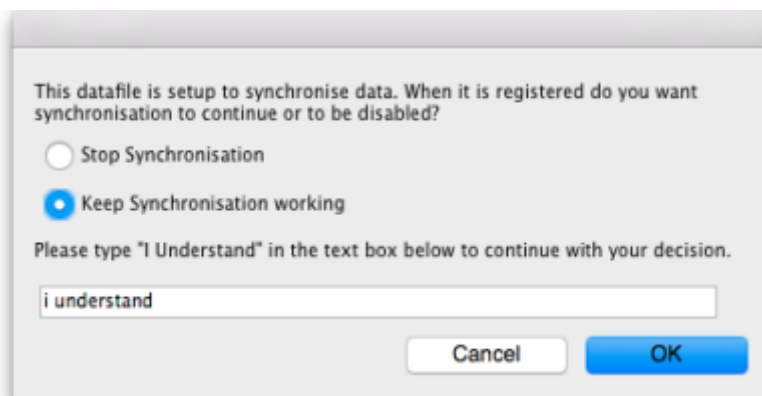 This datafile is setup to synchronise data. When it is registered do you want
synchronisation to continue or to be disabled?
Stop Synchronisation
Keep Synchronisation working
Please type "I Understand" in the text box below to continue with your decision.
i understand
Cancel OK